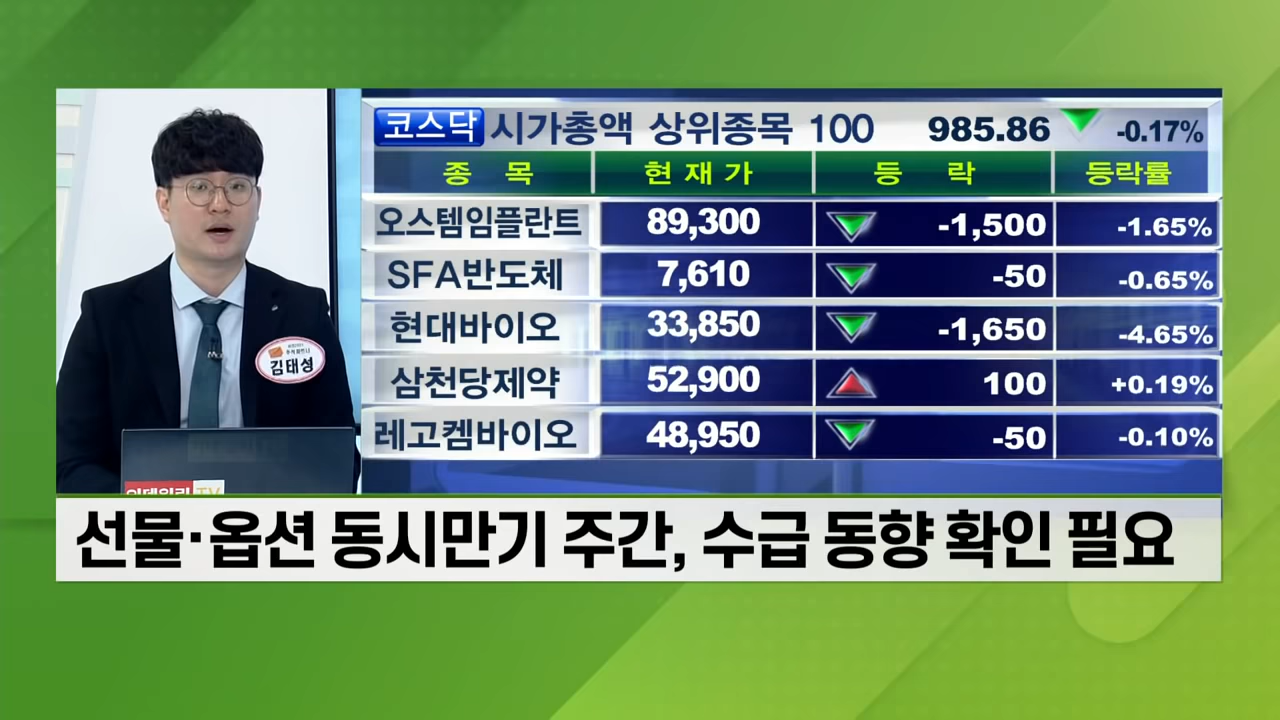 코스닥 시가총액 상위종목 100 985.86 -0.17%
종목 현재가 등락 등락률
오스템임플란트 89,300 -1,500 -1.65%
SFA반도체 7,610 -50 -0.65%
현대바이오 33,850 -1,650 -4.65%
삼천당제약 52,900 100 +0.19%
레고켐바이오 48,950 -50 -0.10%
김태성
이데일리 TV
선물·옵션 동시만기 주간, 수급 동향 확인 필요